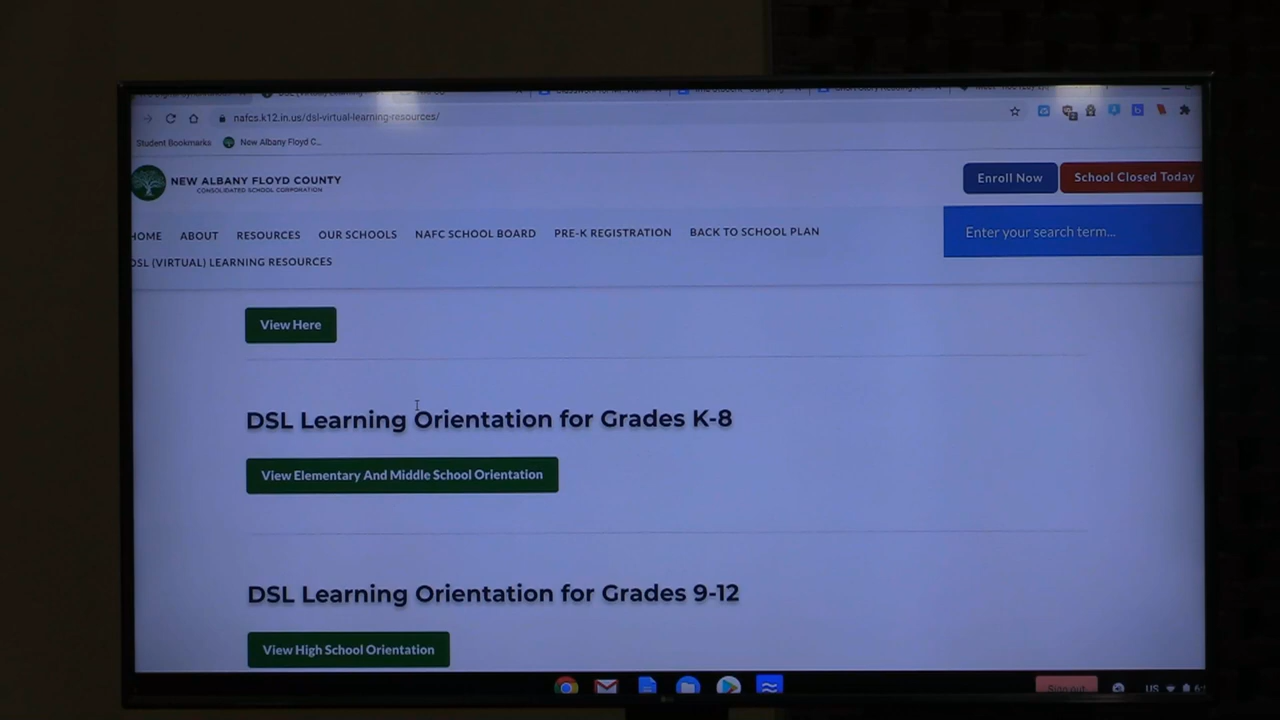 nafcs.k12.in.us/dsl-virtual-learning-resources/
Student Bookmarks
New Albany Floyd C...
NEW ALBANY FLOYD COUNTY
CONSOLIDATED SCHOOL CORPORATION
Enroll Now
School Closed Today
HOME
ABOUT
RESOURCES
OUR SCHOOLS
NAFC SCHOOL BOARD
PRE-K REGISTRATION
BACK TO SCHOOL PLAN
Enter your search term...
DSL (VIRTUAL) LEARNING RESOURCES
View Here
DSL Learning Orientation for Grades K-8
View Elementary And Middle School Orientation
DSL Learning Orientation for Grades 9-12
View High School Orientation
Sign out
US